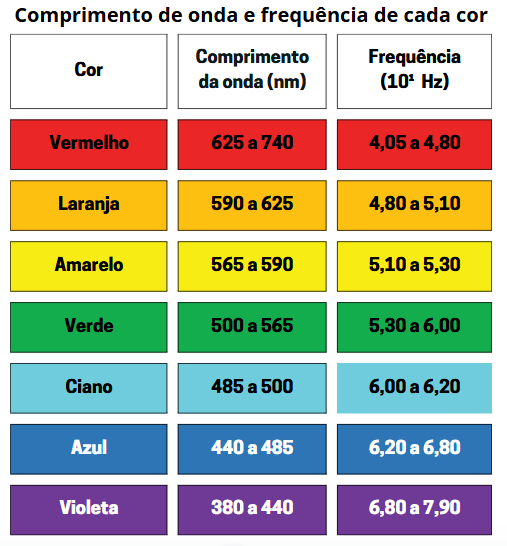 Comprimento de onda e frequência de cada cor
Cor
Comprimento
da onda (nm)
Frequência
(10¹ Hz)
Vermelho 625 a 740 4,05 a 4,80
Laranja 590 a 625 4,80 a 5,10
Amarelo 565 a 590 5,10 a 5,30
Verde 500 a 565 5,30 a 6,00
Ciano 485 a 500 6,00 a 6,20
Azul 440 a 485 6,20 a 6,80
Violeta 380 a 440 6,80 a 7,90